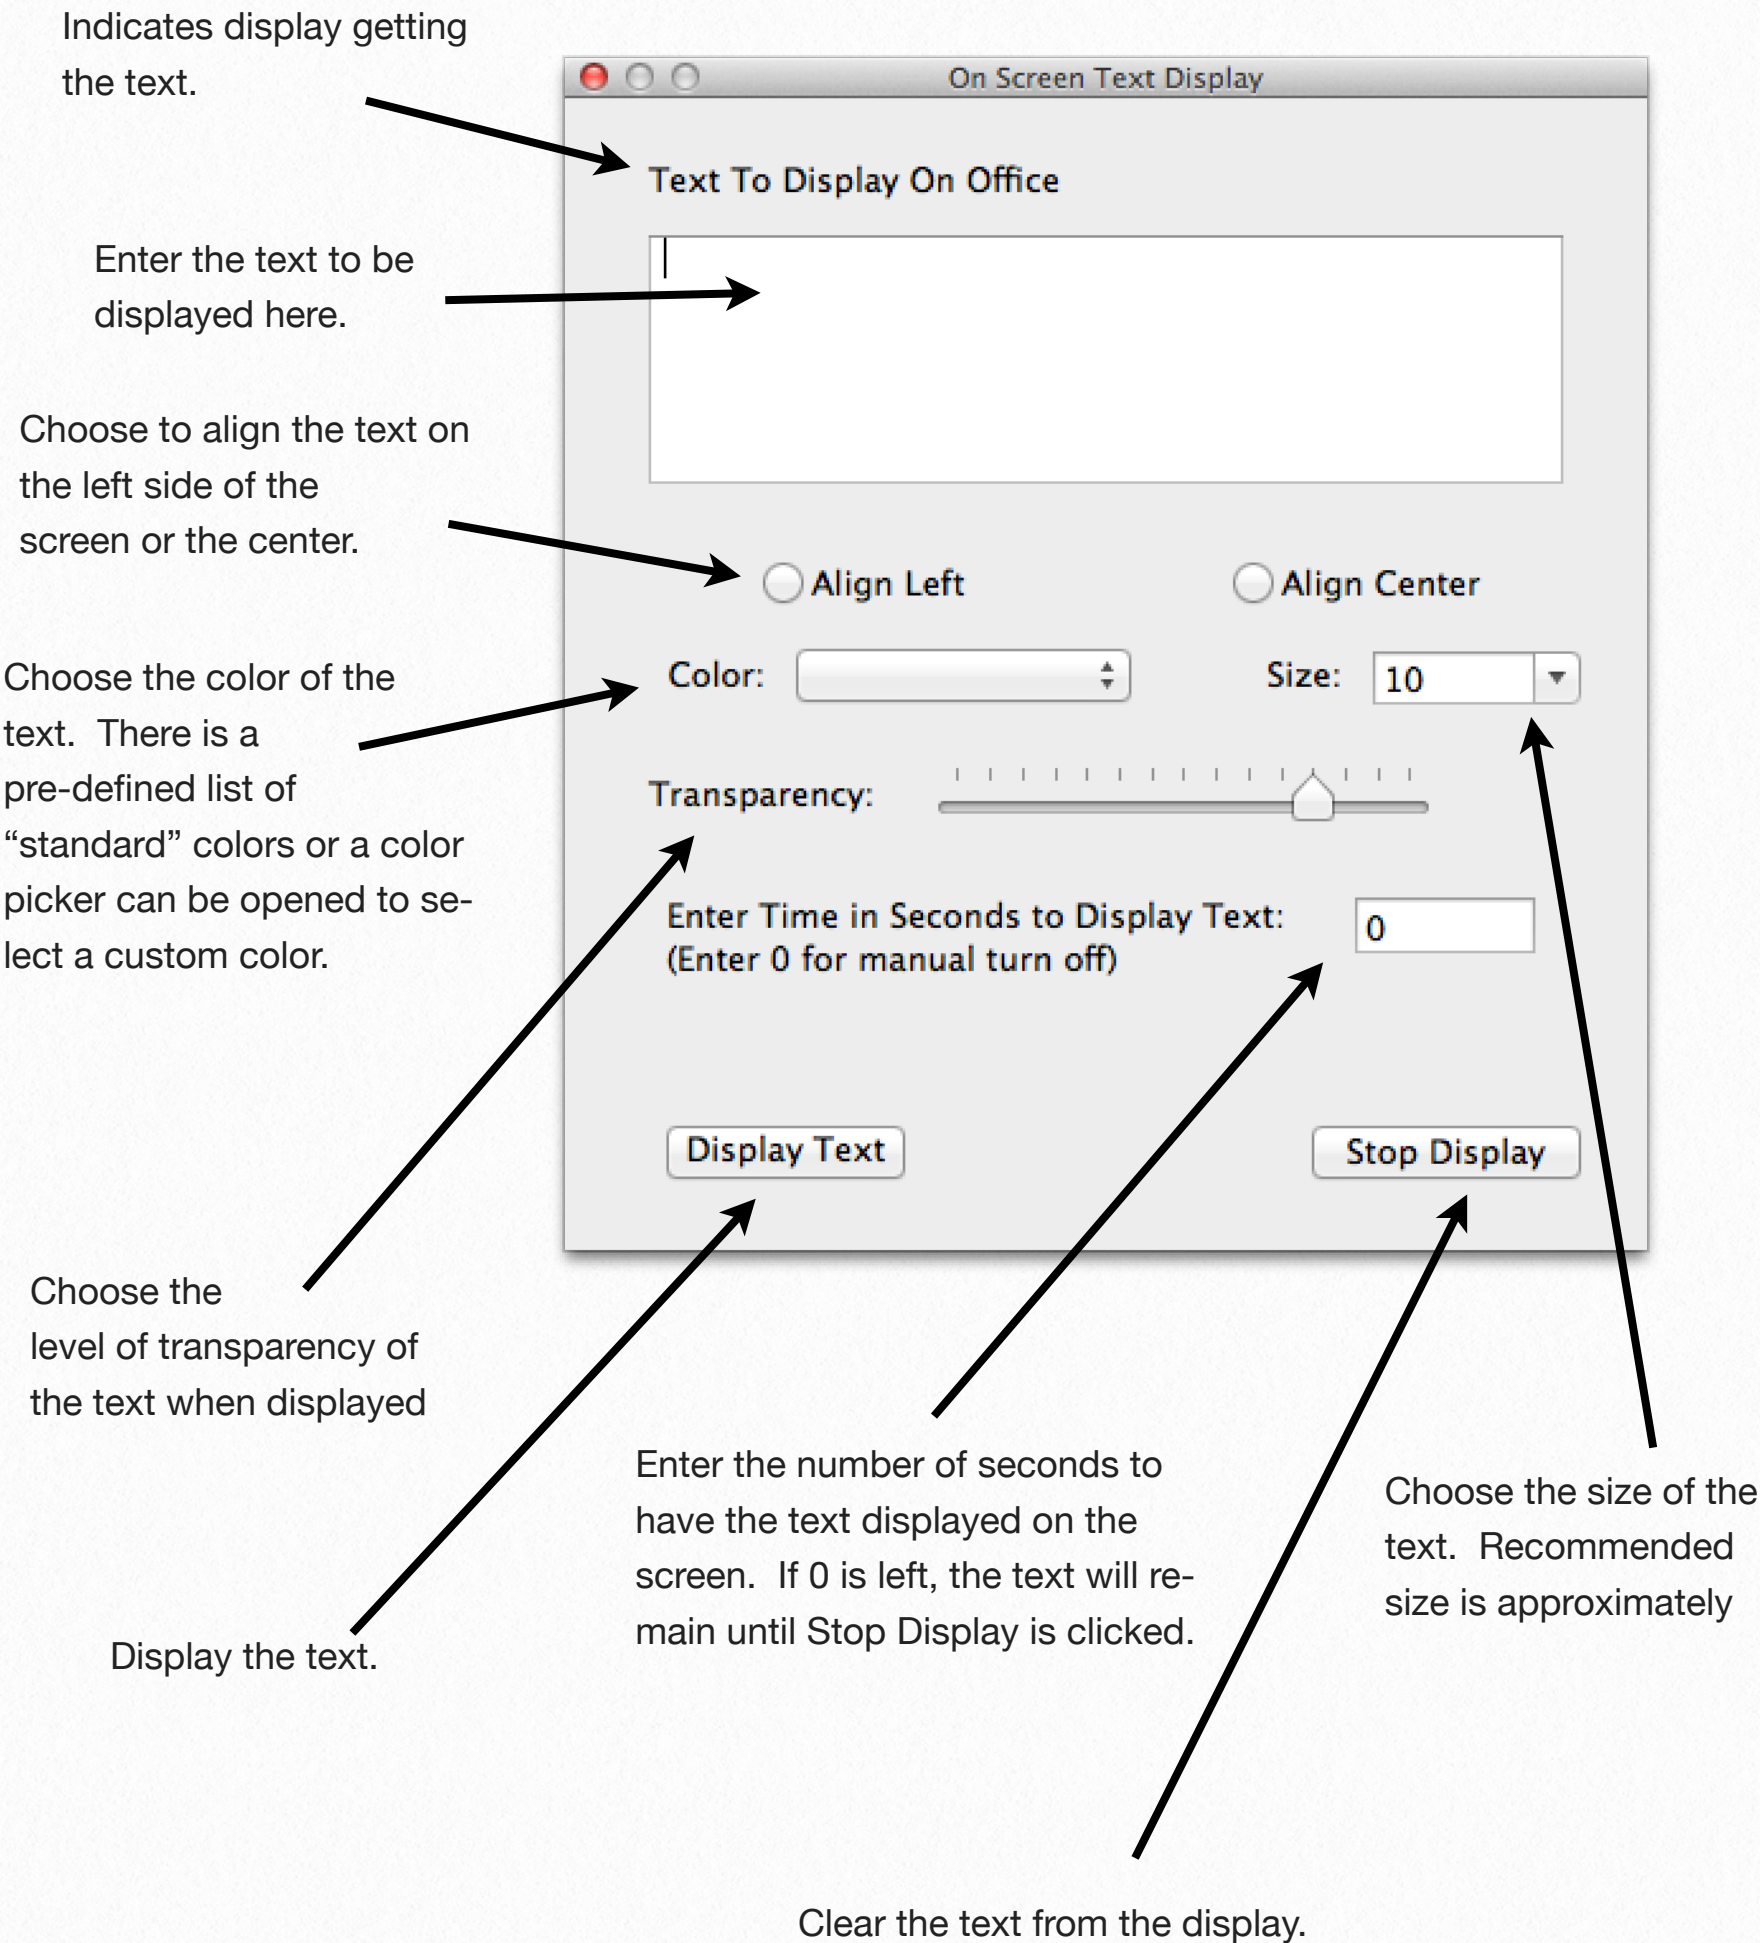 Indicates display getting
the text.
On Screen Text Display
Text To Display On Office
Enter the text to be
displayed here.
Choose to align the text on
the left side of the
screen or the center.
Align Left
Align Center
Choose the color of the
text.  There is a
pre-defined list of
“standard” colors or a color
picker can be opened to se-
lect a custom color.
Color:
Size:
10
Transparency:
Enter Time in Seconds to Display Text:
(Enter 0 for manual turn off)
0
Display Text
Stop Display
Choose the
level of transparency of
the text when displayed
Enter the number of seconds to
have the text displayed on the
screen.  If 0 is left, the text will re-
main until Stop Display is clicked.
Choose the size of the
text.  Recommended
size is approximately
Display the text.
Clear the text from the display.